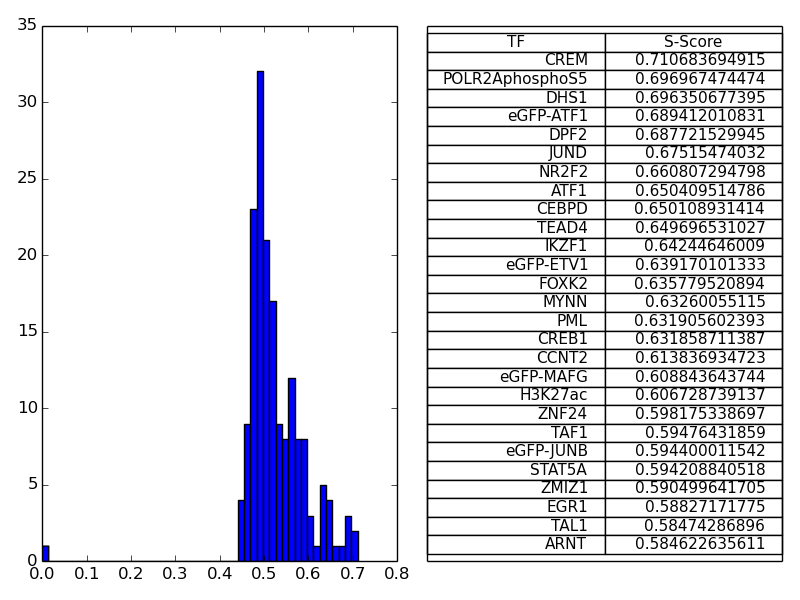 35
30
25
20
15
10
5
0
0.0 0.1 0.2 0.3 0.4 0.5 0.6 0.7 0.8
TF S-Score
CREM 0.710683694915
POLR2AphosphoS5 0.696967474474
DHS1 0.696350677395
eGFP-ATF1 0.689412010831
DPF2 0.687721529945
JUND 0.67515474032
NR2F2 0.660807294798
ATF1 0.650409514786
CEBPD 0.650108931414
TEAD4 0.649696531027
IKZF1 0.64244646009
eGFP-ETV1 0.639170101333
FOXK2 0.635779520894
MYNN 0.63260055115
PML 0.631905602393
CREB1 0.631858711387
CCNT2 0.613836934723
eGFP-MAFG 0.608843643744
H3K27ac 0.606728739137
ZNF24 0.598175338697
TAF1 0.59476431859
eGFP-JUNB 0.594400011542
STAT5A 0.594208840518
ZMIZ1 0.590499641705
EGR1 0.58827171775
TAL1 0.58474286896
ARNT 0.584622635611